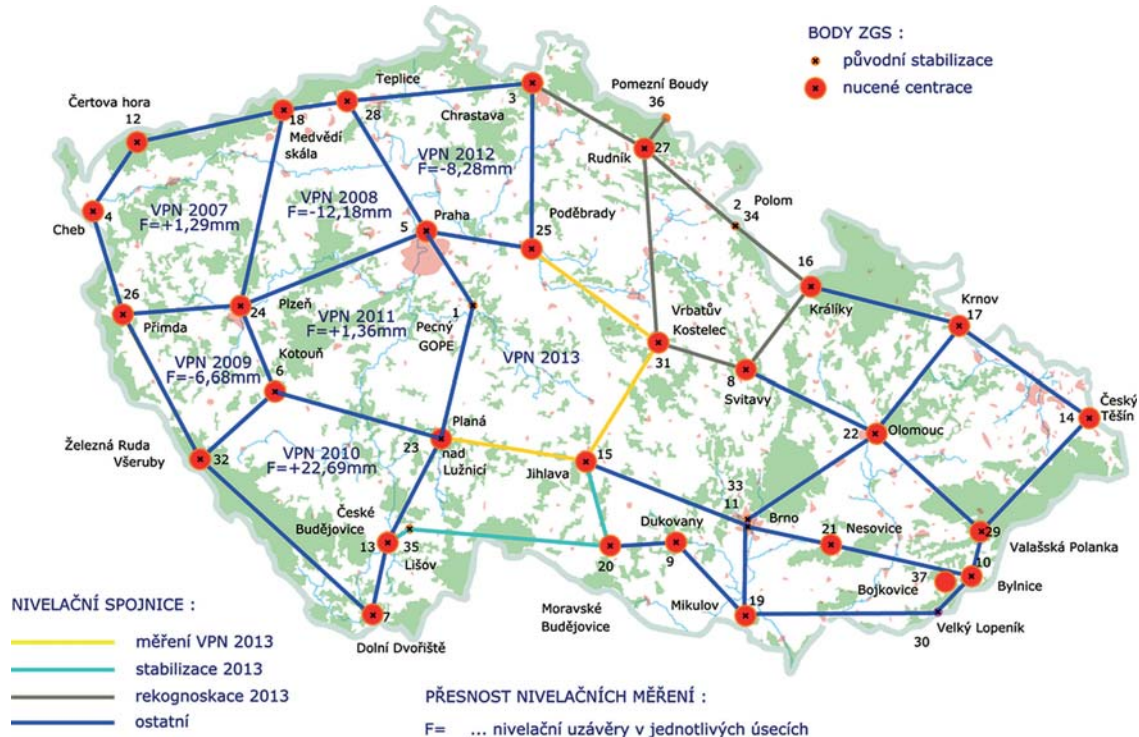 BODY ZGS :
původní stabilizace
nucené centrace
Teplice
3
Pomezní Boudy
36
Čertova hora
12
18
28
Chrastava
Medvědí
skála
27
Rudník
VPN 2012
F=-8,28mm
VPN 2007
F=+1,29mm
VPN 2008
F=-12,18mm
Praha
5
Poděbrady
25
2
34
Polom
4
Cheb
16
Králíky
26
Přimda
24
Plzeň
VPN 2011
F=+1,36mm
1
Pecný
GOPE
VPN 2013
Vrbatův
Kostelec
31
Krnov
17
VPN 2009
F=-6,68mm
Kotouň
6
8
Svitavy
Český
Těšín
14
Železná Ruda
Všeruby
32
VPN 2010
F=+22,69mm
23
Planá
nad
Lužnicí
Jihlava
15
22
Olomouc
33
11
Brno
České
Budějovice
13
35
Lišov
Dukovany
9
20
21
Nesovice
29
Valašská Polanka
10
Bylnice
37
Bojkovice
7
Dolní Dvořiště
Moravské
Budějovice
Mikulov
19
Velký Lopeník
30
NIVELAČNÍ SPOJNICE :
měření VPN 2013
stabilizace 2013
rekognoskace 2013
ostatní
PŘESNOST NIVELAČNÍCH MĚŘENÍ :
F= ... nivelační uzávěry v jednotlivých úsecích